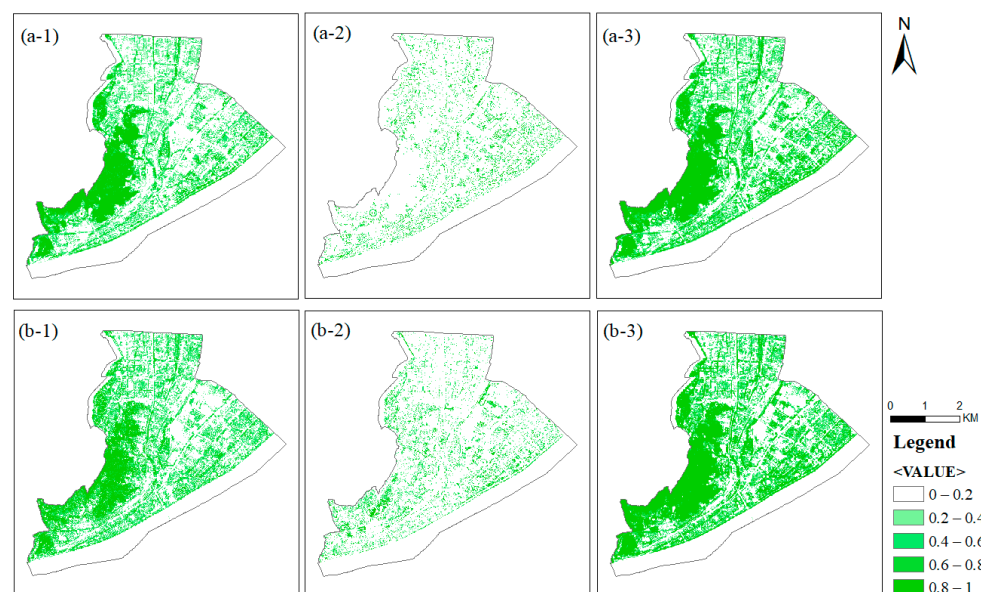 (a-1)
(a-2)
(a-3)
N
(b-1)
(b-2)
(b-3)
0 1 2
KM
Legend
<VALUE>
0 – 0.2
0.2 – 0.4
0.4 – 0.6
0.6 – 0.8
0.8 – 1